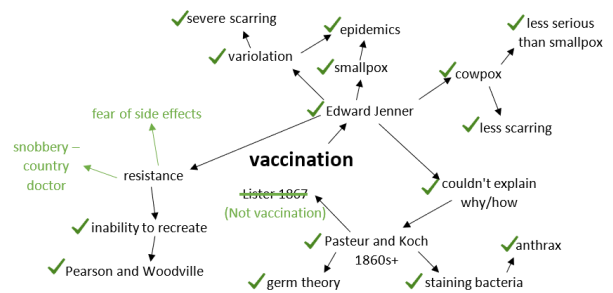 severe scarring
epidemics
less serious
than smallpox
variolation
smallpox
cowpox
Edward Jenner
fear of side effects
less scarring
snobbery –
country
doctor
vaccination
resistance
couldn't explain
why/how
Lister 1867
(Not vaccination)
inability to recreate
Pasteur and Koch
1860s+
anthrax
Pearson and Woodville
germ theory
staining bacteria